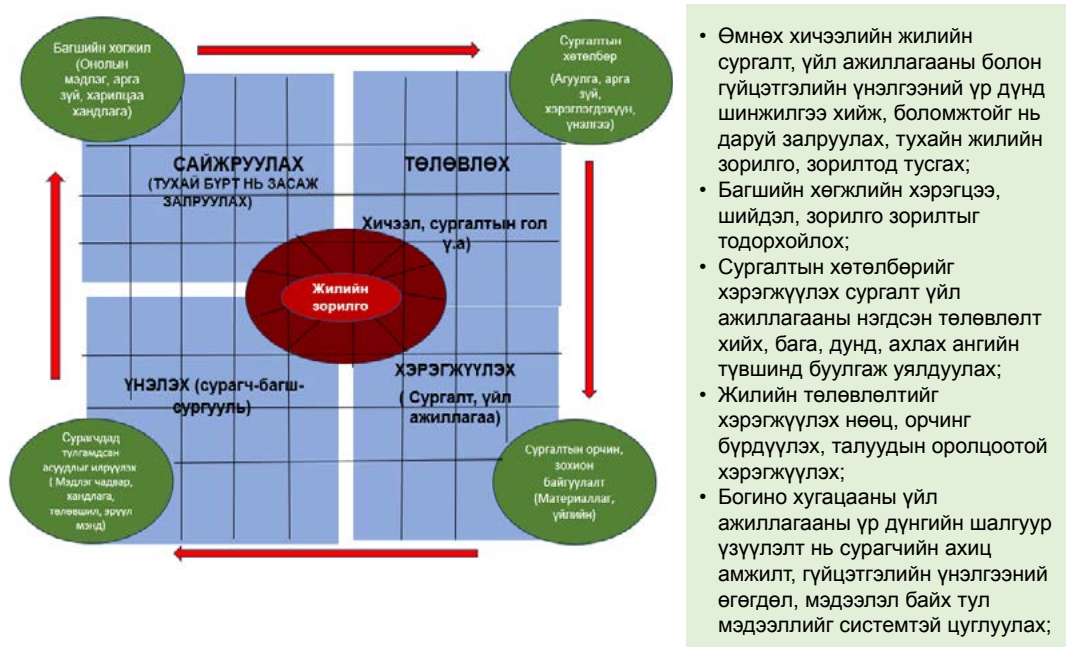 Багшийн хөгжил
(Онолын
мэдлэг, арга
зүй, харилцаа
хандлага)
Сургалтын
хөтөлбөр
(Агуулга, арга
зүй,
хэрэглэгдэхүүн,
үнэлгээ)
САЙЖРУУЛАХ
(ТУХАЙ БҮРТ НЬ ЗАСАЖ
ЗАЛРУУЛАХ)
ТӨЛӨВЛӨХ
Хичээл, сургалтын гол
ү.а)
Жилийн
зорилго
ҮНЭЛЭХ (сурагч-багш-
сургууль)
ХЭРЭГЖҮҮЛЭХ
( Сургалт, үйл
ажиллагаа)
Сурагчдад
тулгамдсан
асуудлыг илрүүлэх
( Мэдлэг чадвар,
хандлага,
төлөвшил, эрүүл
мэнд)
Сургалтын орчин,
зохион
байгуулалт
(Материаллаг,
үйлийн)
• Өмнөх хичээлийн жилийн
сургалт, үйл ажиллагааны болон
гүйцэтгэлийн үнэлгээний үр дүнд
шинжилгээ хийж, боломжтойг нь
даруй залруулах, тухайн жилийн
зорилго, зорилтод тусгах;
• Багшийн хөгжлийн хэрэгцээ,
шийдэл, зорилго зорилтыг
тодорхойлох;
• Сургалтын хөтөлбөрийг
хэрэгжүүлэх сургалт үйл
ажиллагааны нэгдсэн төлөвлөлт
хийх, бага, дунд, ахлах ангийн
түвшинд буулгаж уялдуулах;
• Жилийн төлөвлөлтийг
хэрэгжүүлэх нөөц, орчинг
бүрдүүлэх, талуудын оролцоотой
хэрэгжүүлэх;
• Богино хугацааны үйл
ажиллагааны үр дүнгийн шалгуур
үзүүлэлт нь сурагчийн ахиц
амжилт, гүйцэтгэлийн үнэлгээний
өгөгдөл, мэдээлэл байх тул
мэдээллийг системтэй цуглуулах;